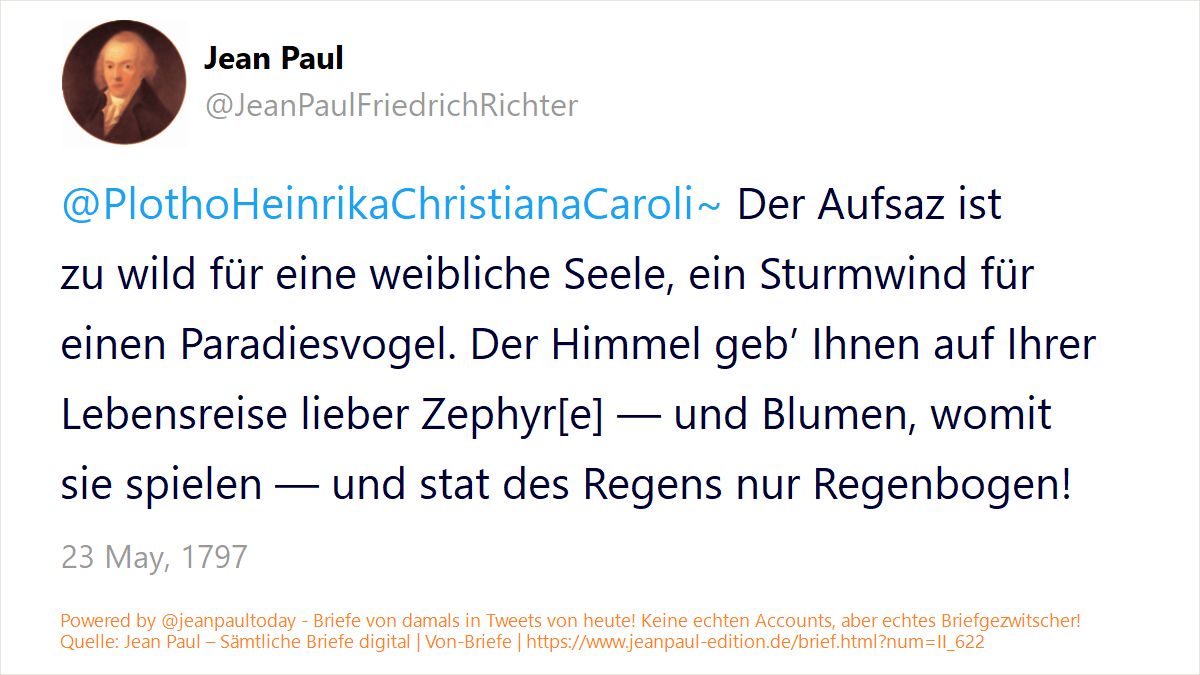 Jean Paul
@JeanPaulFriedrichRichter
@PlothoHeinrikaChristianaCaroli~ Der Aufsaz ist
zu wild für eine weibliche Seele, ein Sturmwind für
einen Paradiesvogel. Der Himmel geb’ Ihnen auf Ihrer
Lebensreise lieber Zephyr[e] — und Blumen, womit
sie spielen — und stat des Regens nur Regenbogen!
23 May, 1797
Powered by @jeanpaultoday - Briefe von damals in Tweets von heute! Keine echten Accounts, aber echtes Briefgezwitscher!
Quelle: Jean Paul – Sämtliche Briefe digital | Von-Briefe | https://www.jeanpaul-edition.de/brief.html?num=II_622